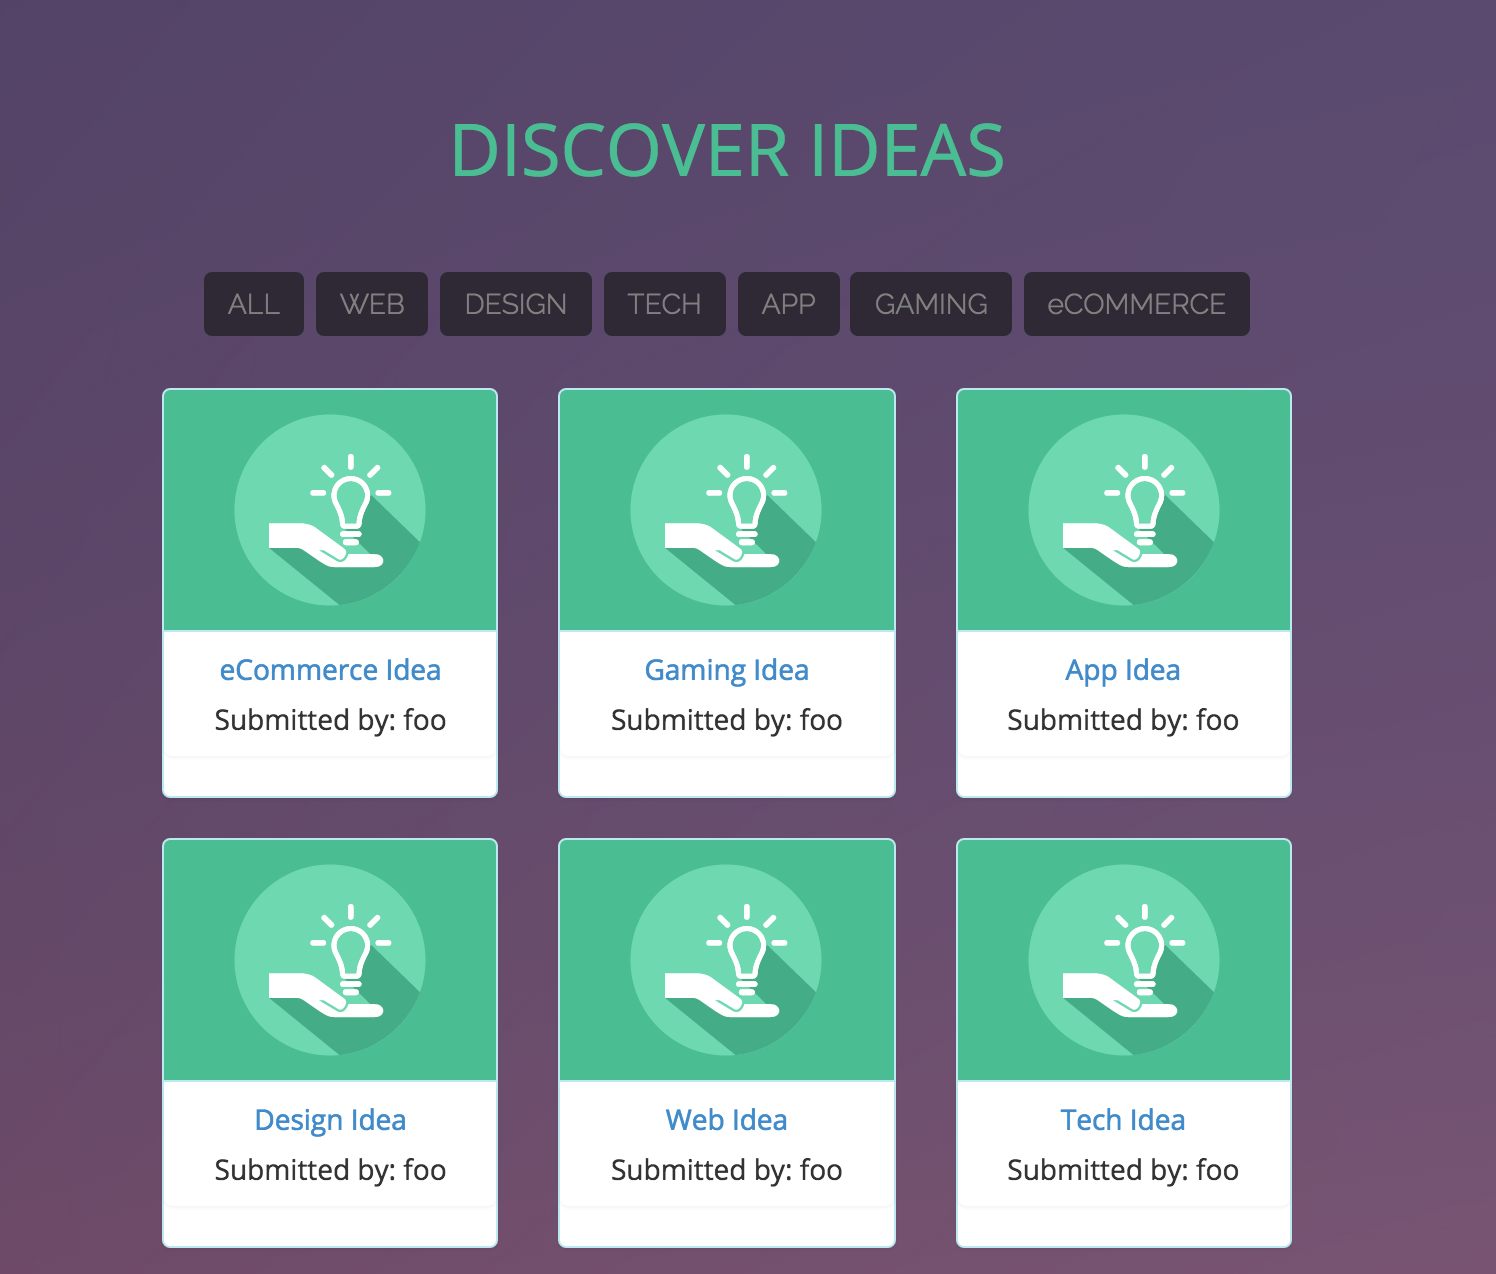 DISCOVER IDEAS
ALL WEB DESIGN TECH APP GAMING eCOMMERCE
eCommerce Idea
Submitted by: foo
Gaming Idea
Submitted by: foo
App Idea
Submitted by: foo
Design Idea
Submitted by: foo
Web Idea
Submitted by: foo
Tech Idea
Submitted by: foo